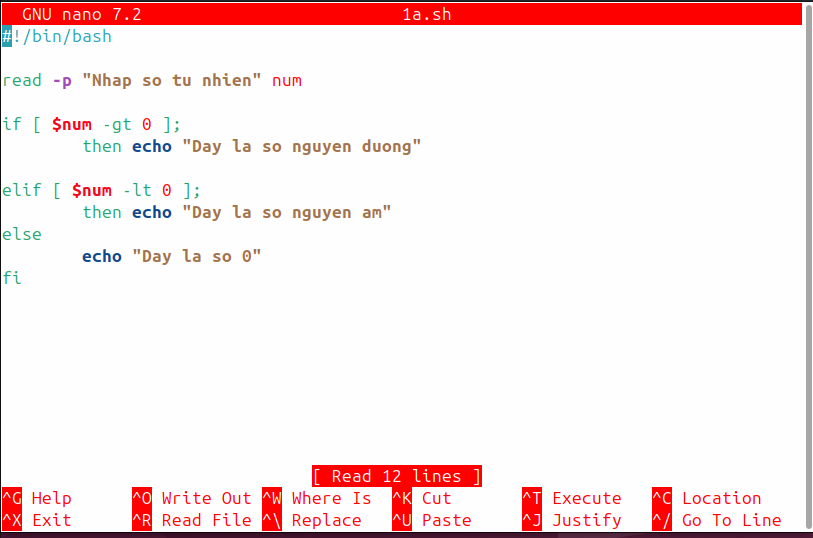 GNU nano 7.2 1a.sh
#!/bin/bash
read -p "Nhap so tu nhien" num
if [ $num -gt 0 ];
then echo "Day la so nguyen duong"
elif [ $num -lt 0 ];
then echo "Day la so nguyen am"
else
echo "Day la so 0"
fi
[ Read 12 lines ]
^G Help ^O Write Out ^W Where Is ^K Cut ^T Execute ^C Location
^X Exit ^R Read File ^\ Replace ^U Paste ^J Justify ^/ Go To Line